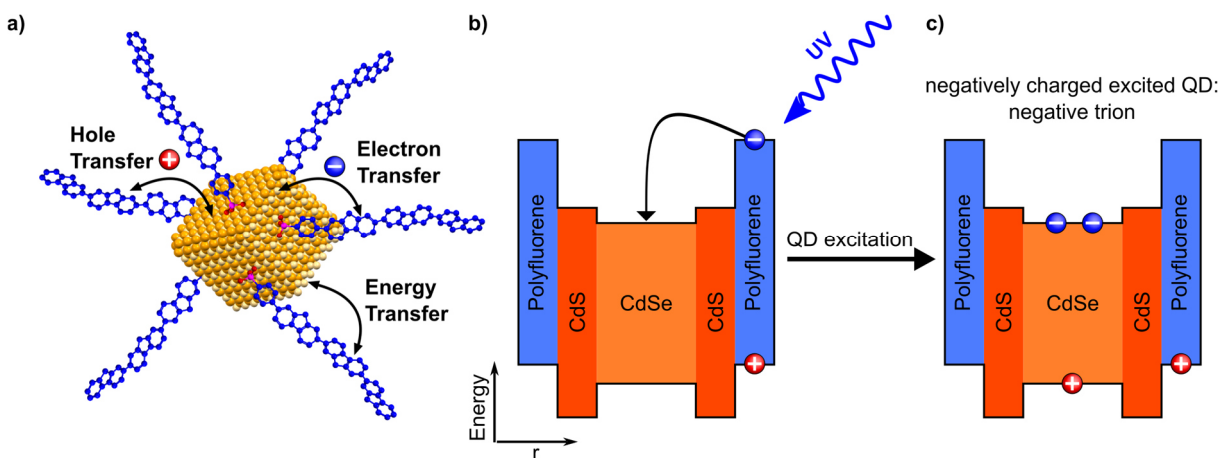 a)
Hole
Transfer +
− Electron
Transfer
Energy
Transfer
b)
UV
−
Polyfluorene
CdS
CdSe
CdS
Polyfluorene
+
Energy
r
QD excitation
c)
negatively charged excited QD:
negative trion
− −
Polyfluorene
CdS
CdSe
CdS
Polyfluorene
+
+